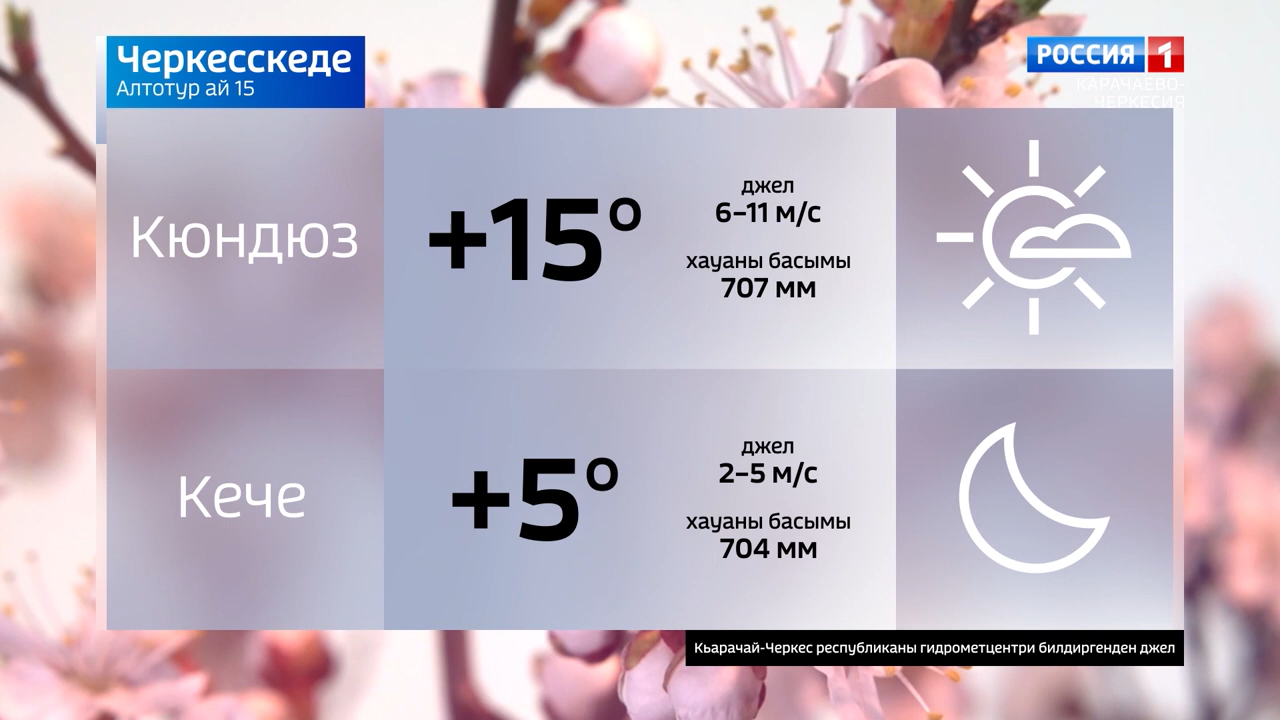 Черкесскеде
Алтотур ай 15
РОССИЯ 1
КАРАЧАЕВО-
ЧЕРКЕСИЯ
Кюндюз
+15°
джел
6–11 м/с
хауаны басымы
707 мм
Кече
+5°
джел
2–5 м/с
хауаны басымы
704 мм
Кьарачай-Черкес республиканы гидрометцентри билдиргенден джел